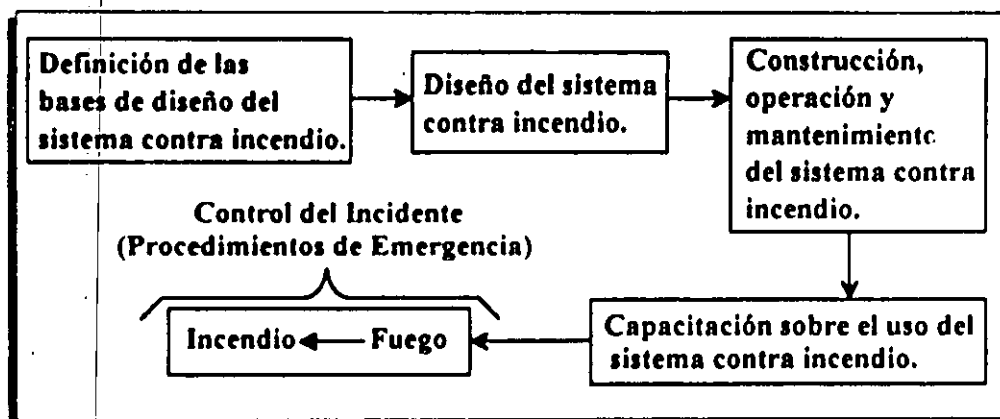 Definición de las
bases de diseño del
sistema contra incendio.
Diseño del sistema
contra incendio.
Construcción,
operación y
mantenimiento
del sistema contra
incendio.
Control del Incidente
(Procedimientos de Emergencia)
Incendio Fuego
Capacitación sobre el uso del
sistema contra incendio.